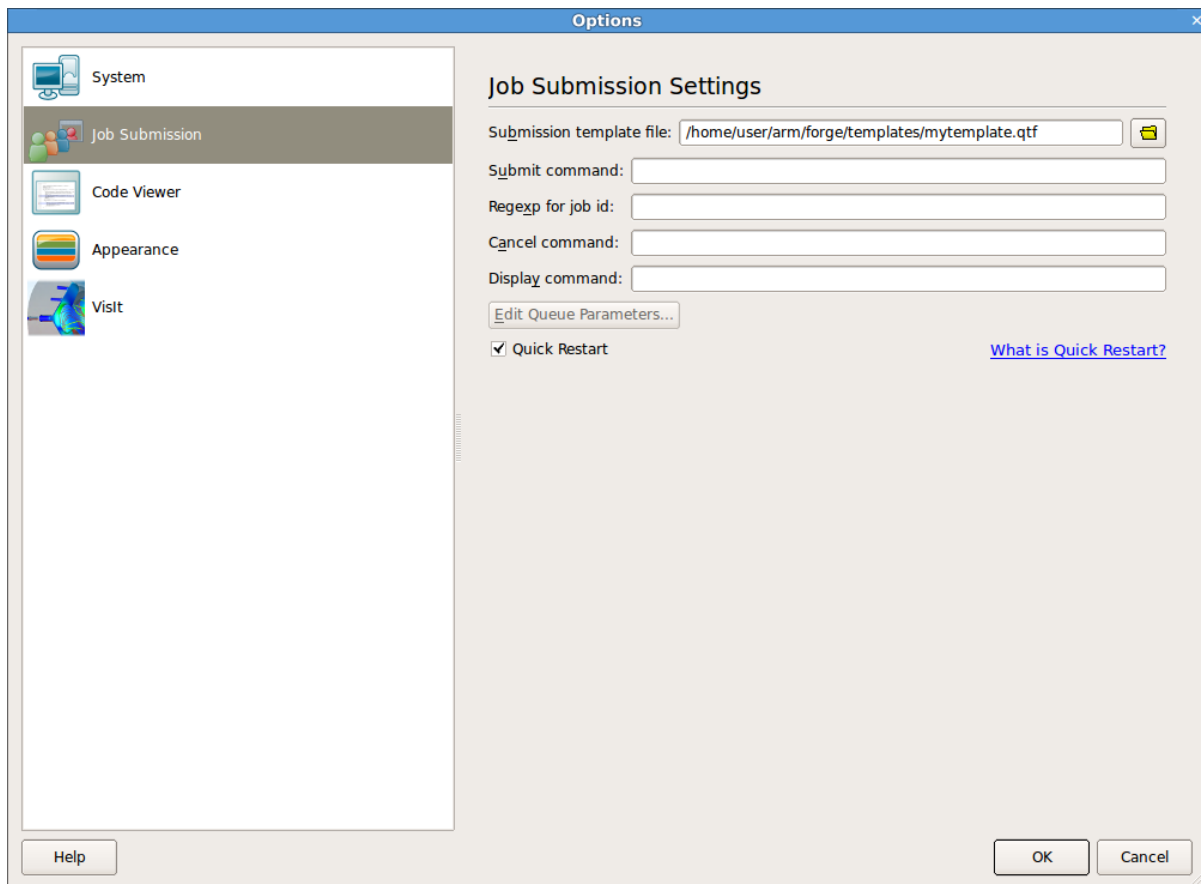 Options
System
Job Submission
Code Viewer
Appearance
VisIt
Job Submission Settings
Submission template file: /home/user/arm/forge/templates/mytemplate.qtf
Submit command:
Regexp for job id:
Cancel command:
Display command:
Edit Queue Parameters...
Quick Restart What is Quick Restart?
Help OK Cancel